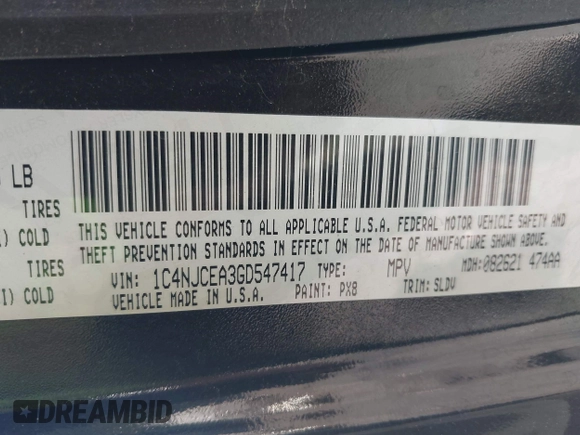 LB
TIRES
) COLD
TIRES
I) COLD
THIS VEHICLE CONFORMS TO ALL APPLICABLE U.S.A. FEDERAL MOTOR VEHICLE SAFETY AND
THEFT PREVENTION STANDARDS IN EFFECT ON THE DATE OF MANUFACTURE SHOWN ABOVE.
VIN: 1C4NJCEA3GD547417 TYPE: MPV MDH:082621 474AA
VEHICLE MADE IN U.S.A. PAINT: PX8 TRIM: SLDV
DREAMBID